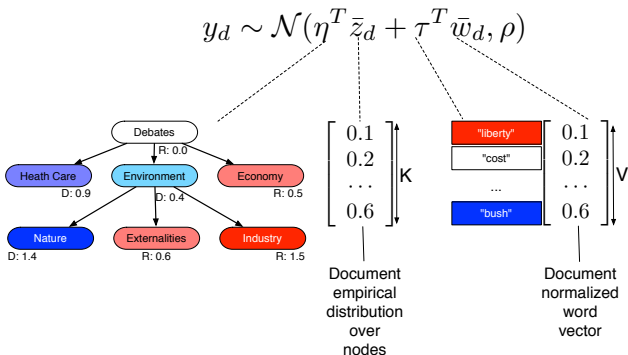 y_d ∼ N(η^T z̄_d + τ^T w̄_d, ρ)
Debates
R: 0.0
Heath Care
Environment
Economy
D: 0.9
D: 0.4
R: 0.5
Nature
Externalities
Industry
D: 1.4
R: 0.6
R: 1.5
0.1
0.2
...
0.6
K
Document
empirical
distribution
over
nodes
"liberty"
"cost"
...
"bush"
0.1
0.2
...
0.6
V
Document
normalized
word
vector